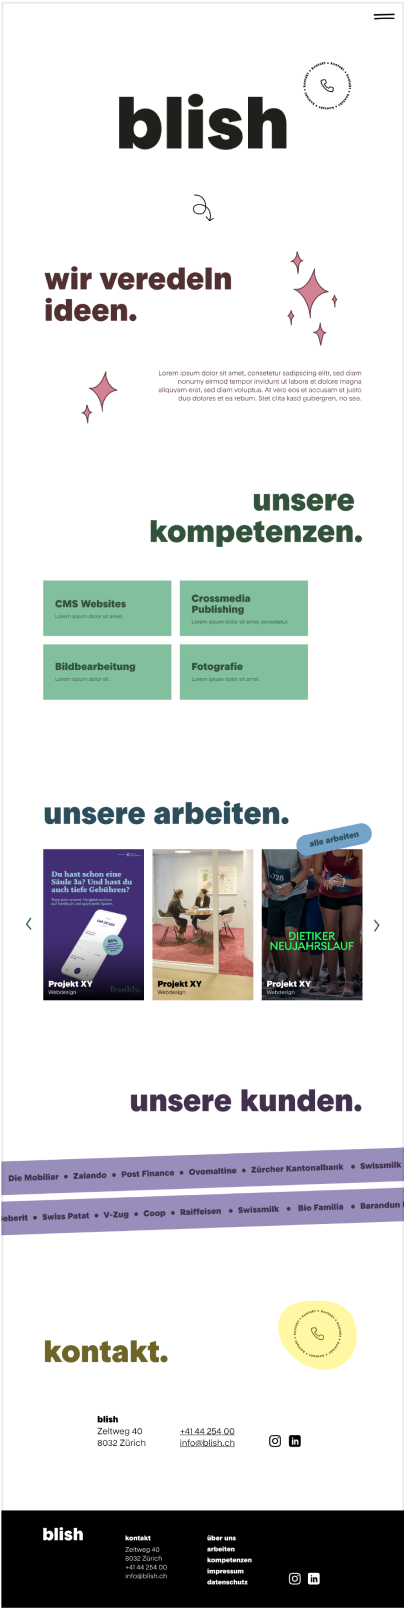 kontakt • kontakt • kontakt • kontakt •
blish
wir veredeln
ideen.
Lorem ipsum dolor sit amet, consetetur sadipscing elitr, sed diam
nonumy eirmod tempor invidunt ut labore et dolore magna
aliquyam erat, sed diam voluptua. At vero eos et accusam et justo
duo dolores et ea rebum. Stet clita kasd gubergren, no sea.
unsere
kompetenzen.
CMS Websites
Lorem ipsum dolor sit amet.
Crossmedia
Publishing
Lorem ipsum dolor sit amet, consetetur.
Bildbearbeitung
Lorem ipsum dolor sit.
Fotografie
Lorem ipsum dolor sit amet.
unsere arbeiten.
alle arbeiten
Du hast schon eine
Säule 3a? Und hast du
auch tiefe Gebühren?
frankly.
Projekt XY
Webdesign
Projekt XY
Webdesign
728
DIETIKER
NEUJAHRSLAUF
Projekt XY
Webdesign
unsere kunden.
Die Mobiliar • Zalando • Post Finance • Ovomaltine • Zürcher Kantonalbank • Swissmilk
eberit • Swiss Patat • V-Zug • Coop • Raiffeisen • Swissmilk • Bio Familia • Barandun
kontakt.
kontakt • kontakt • kontakt • kontakt •
blish
Zeltweg 40
8032 Zürich
+41 44 254 00
info@blish.ch
in
blish
kontakt
Zeltweg 40
8032 Zürich
+41 44 254 00
info@blish.ch
über uns
arbeiten
kompetenzen
impressum
datenschutz
in